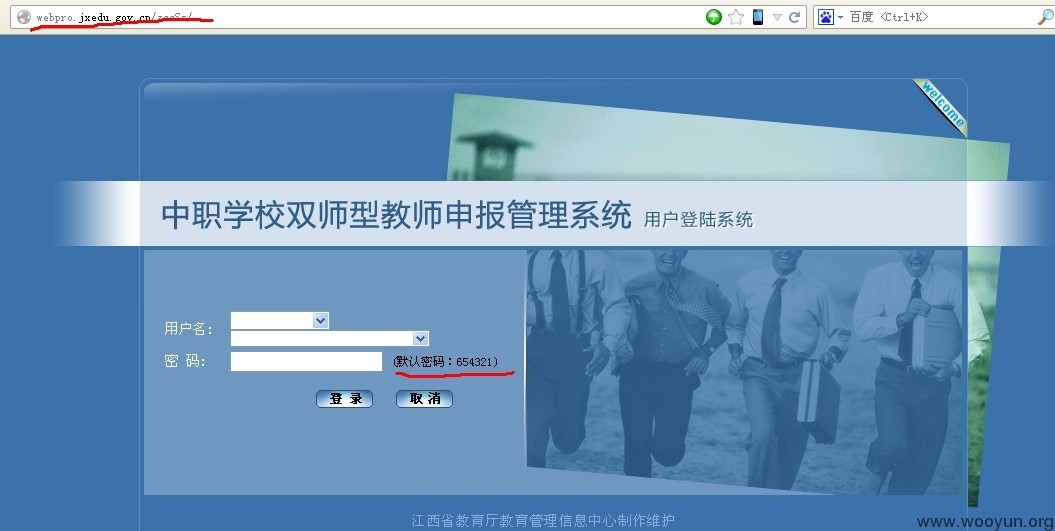 webpro.jxedu.gov.cn/zgcSs/
百度 <Ctrl+K>
welcome
中职学校双师型教师申报管理系统 用户登陆系统
用户名:
密 码:
(默认密码：654321)
登 录 取 消
江西省教育厅教育管理信息中心制作维护
www.wooyun.org